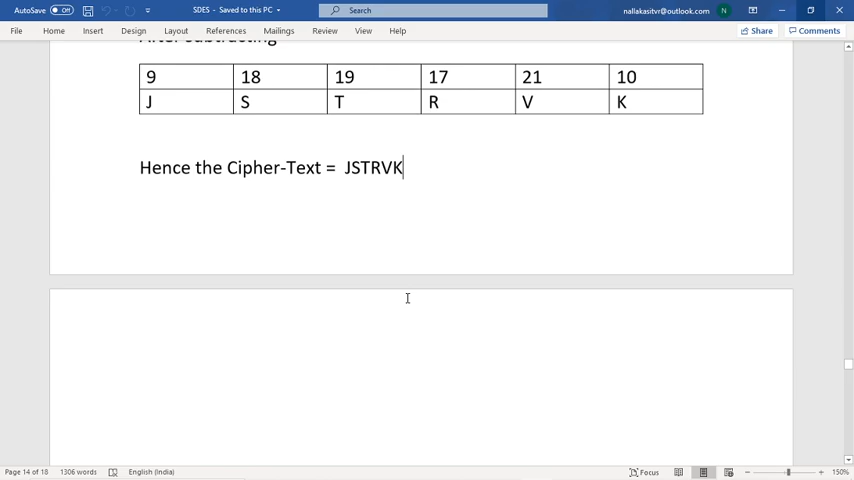 AutoSave Off SDES - Saved to this PC Search nallakasitvr@outlook.com N
File Home Insert Design Layout References Mailings Review View Help Share Comments
After Subtracting
9 18 19 17 21 10
J S T R V K
Hence the Cipher-Text = JSTRVK
Page 14 of 18 1306 words English (India) Focus 150%